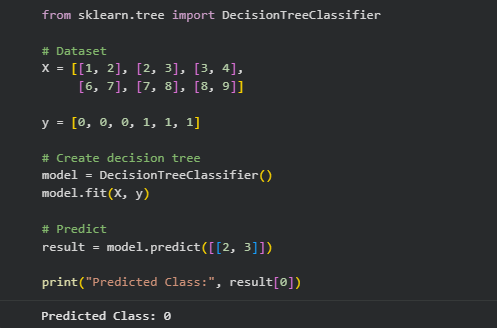 from sklearn.tree import DecisionTreeClassifier
# Dataset
X = [[1, 2], [2, 3], [3, 4],
     [6, 7], [7, 8], [8, 9]]
y = [0, 0, 0, 1, 1, 1]
# Create decision tree
model = DecisionTreeClassifier()
model.fit(X, y)
# Predict
result = model.predict([[2, 3]])
print("Predicted Class:", result[0])
Predicted Class: 0